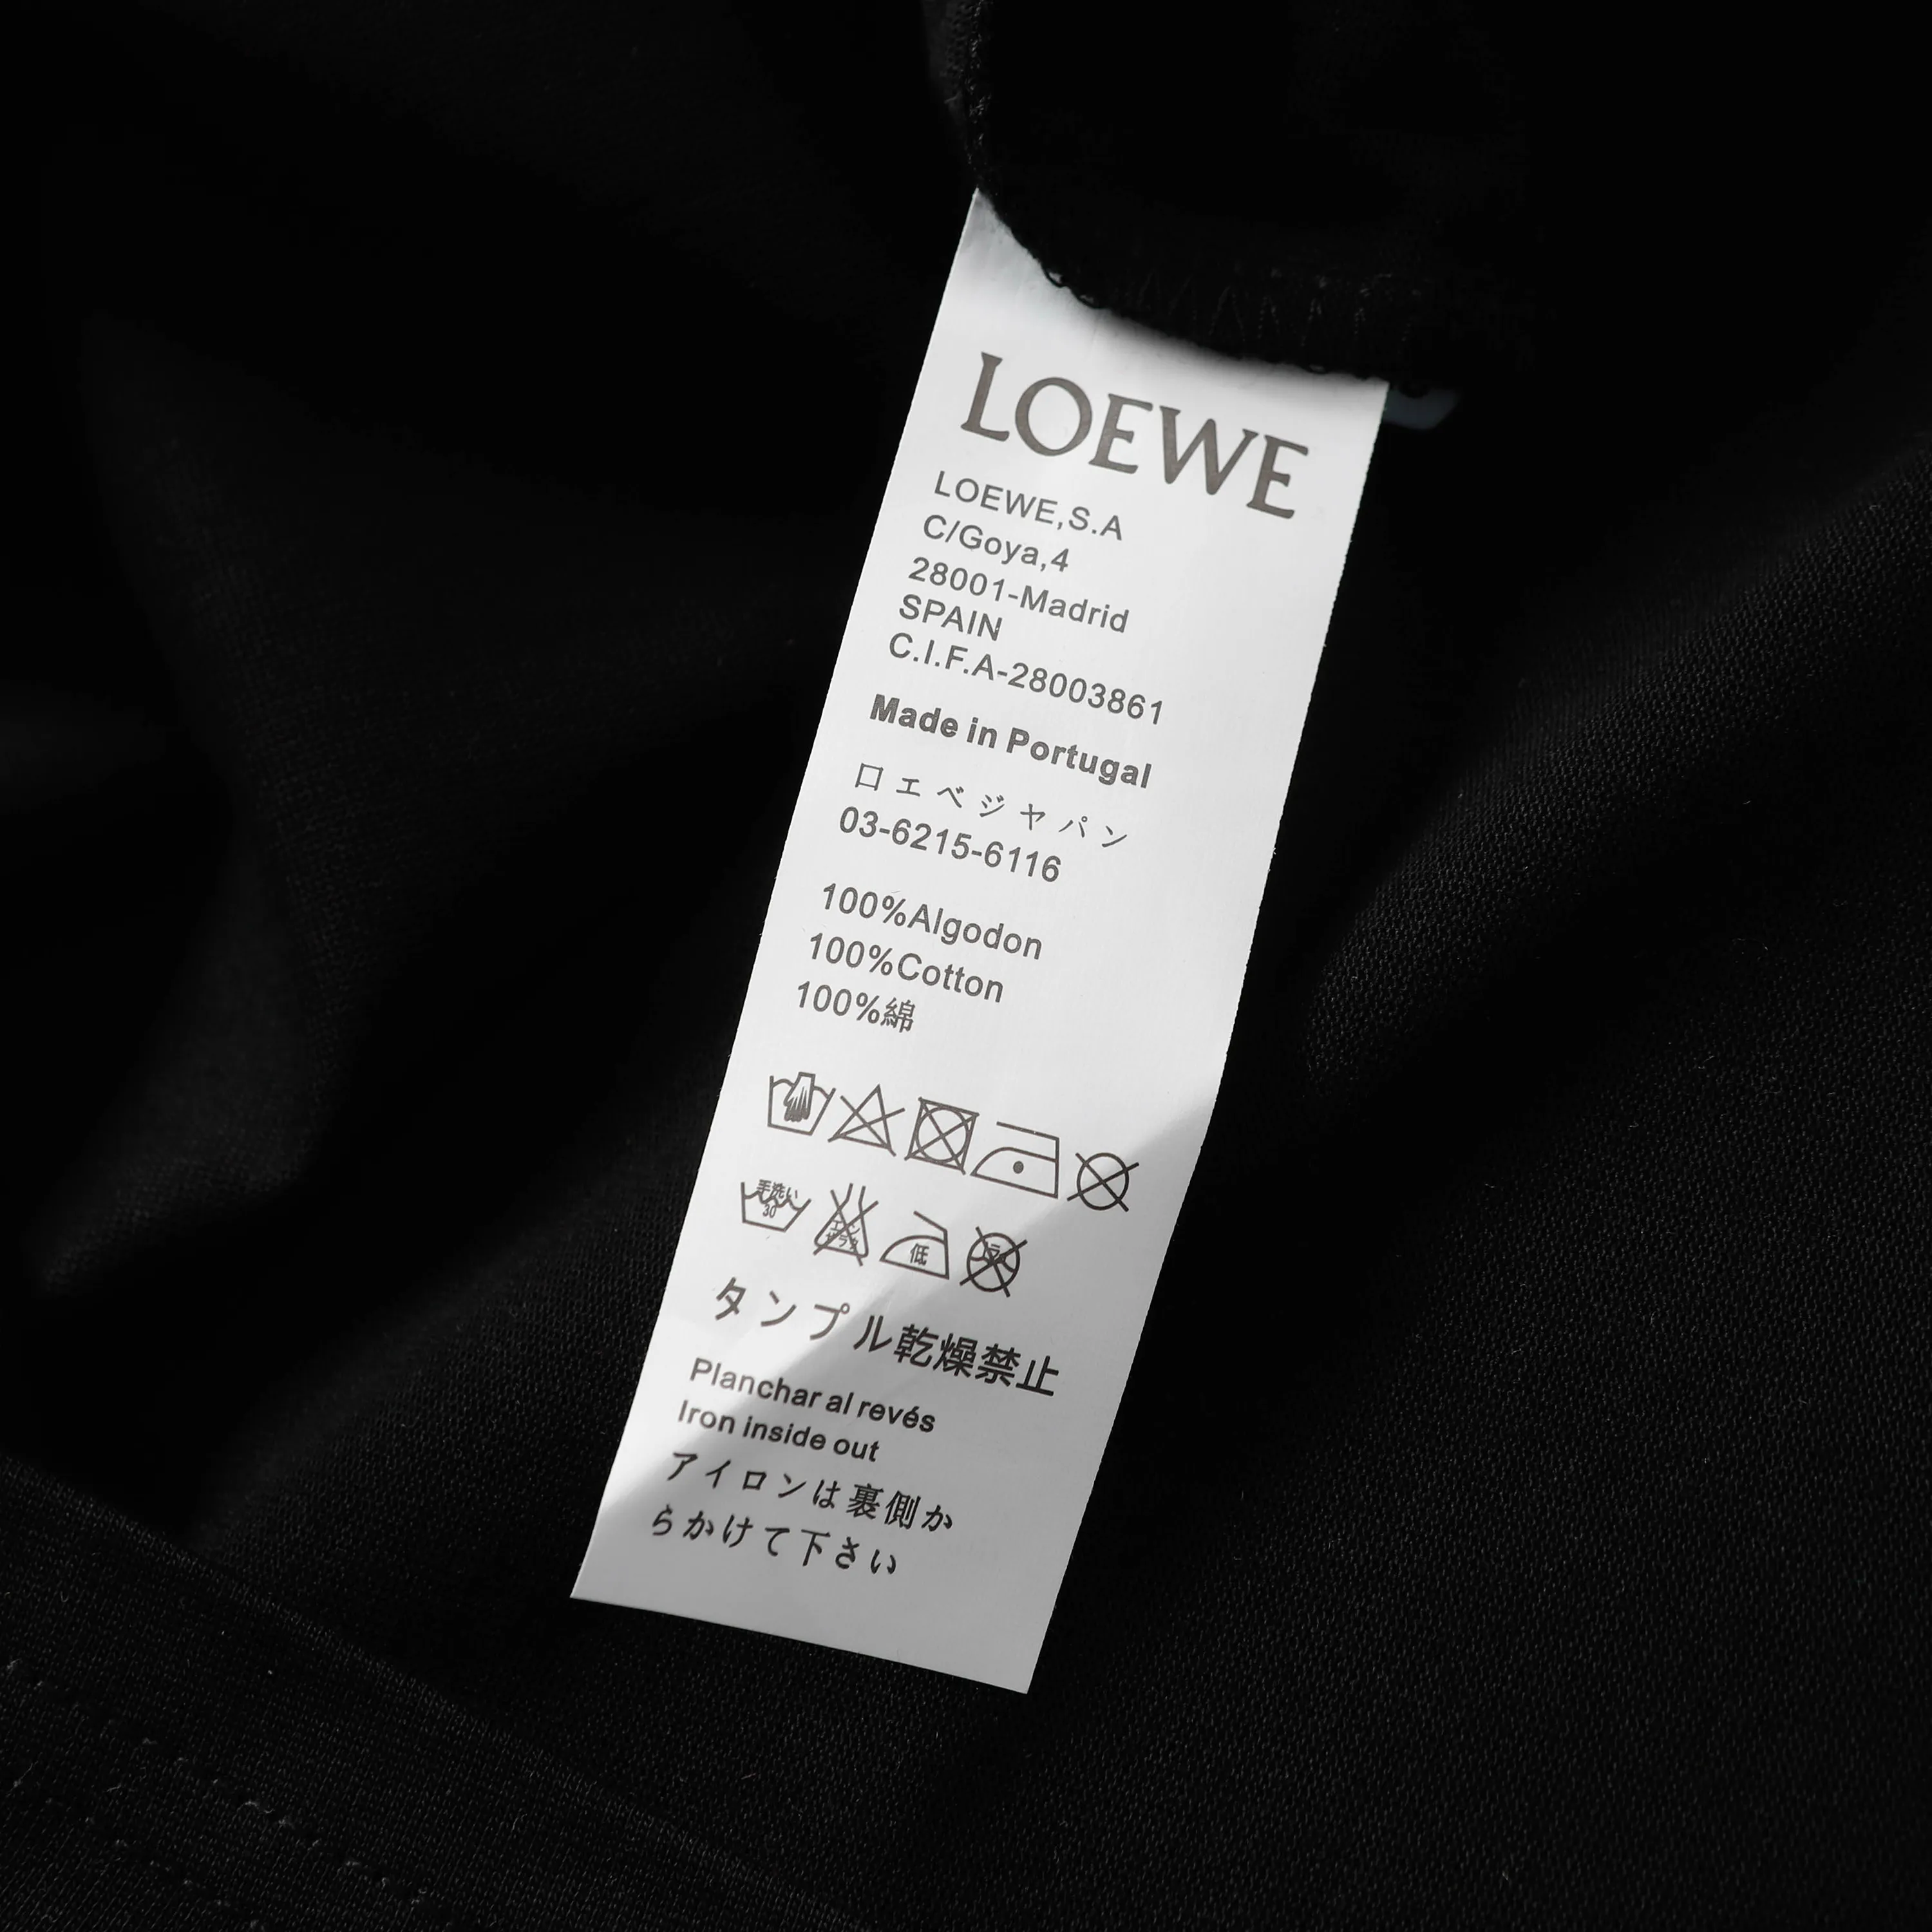 LOEWE
LOEWE,S.A
C/Goya,4
28001-Madrid
SPAIN
C.I.F.A-28003861
Made in Portugal
口エベジヤパン
03-6215-6116
100%Algodon
100%Cotton
100%綿
手洗い
30
低
タンプル乾燥禁止
Planchar al revés
Iron inside out
アイロンは裏側か
らかけて下さい